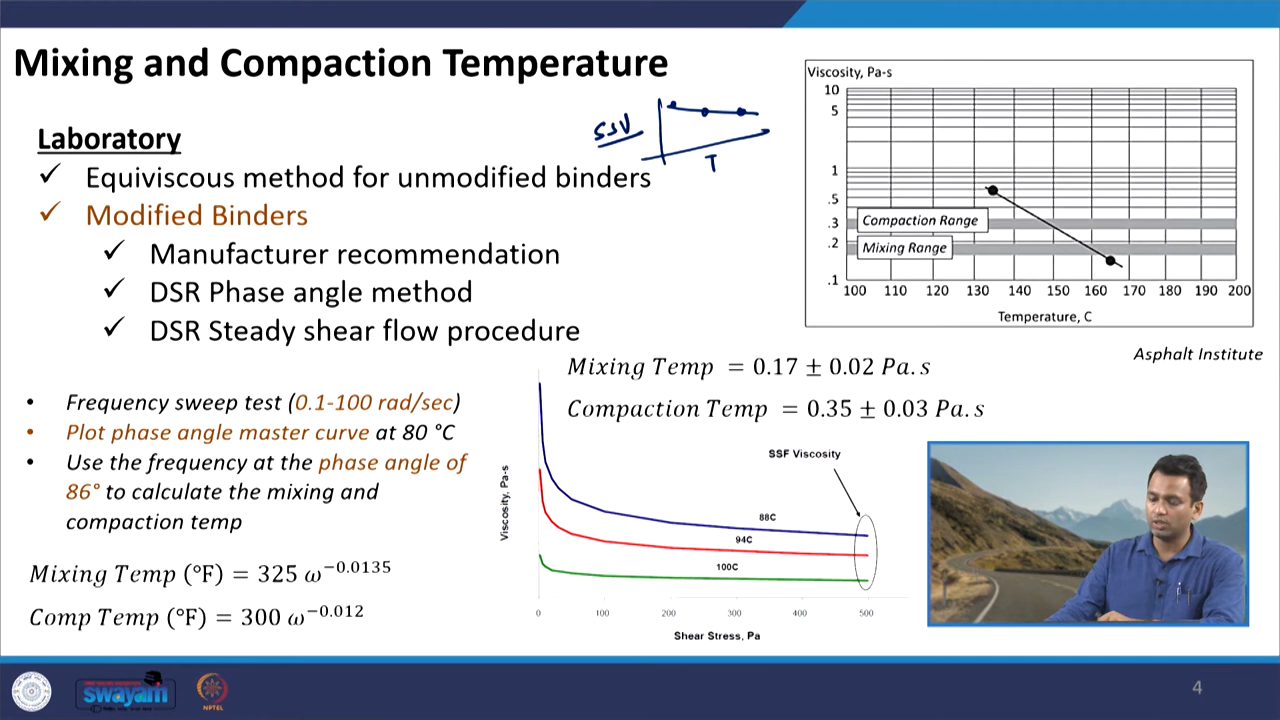 Mixing and Compaction Temperature
Laboratory
✓ Equiviscous method for unmodified binders
✓ Modified Binders
✓ Manufacturer recommendation
✓ DSR Phase angle method
✓ DSR Steady shear flow procedure
SSV
T
Viscosity, Pa-s
10
5
1
.5
.3
.2
.1
Compaction Range
Mixing Range
100 110 120 130 140 150 160 170 180 190 200
Temperature, C
Asphalt Institute
Mixing Temp = 0.17 ± 0.02 Pa.s
Compaction Temp = 0.35 ± 0.03 Pa.s
• Frequency sweep test (0.1-100 rad/sec)
• Plot phase angle master curve at 80 °C
• Use the frequency at the phase angle of
86° to calculate the mixing and
compaction temp
Mixing Temp (°F) = 325 ω^−0.0135
Comp Temp (°F) = 300 ω^−0.012
Viscosity, Pa-s
SSF Viscosity
88C
94C
100C
0 100 200 300 400 500
Shear Stress, Pa
swayam
NPTEL
4